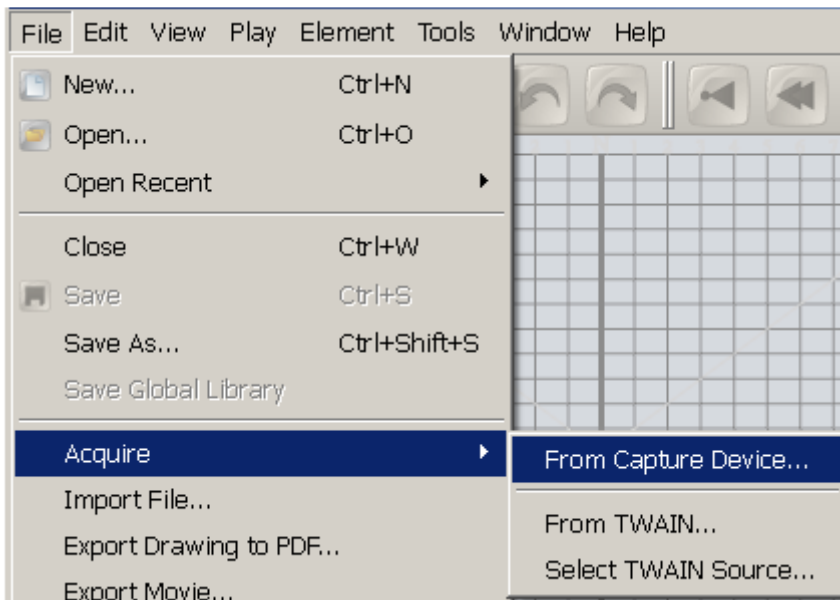 File Edit View Play Element Tools Window Help
New... Ctrl+N
Open... Ctrl+O
Open Recent
Close Ctrl+W
Save Ctrl+S
Save As... Ctrl+Shift+S
Save Global Library
Acquire
From Capture Device...
Import File...
From TWAIN...
Export Drawing to PDF...
Select TWAIN Source...
Export Movie...